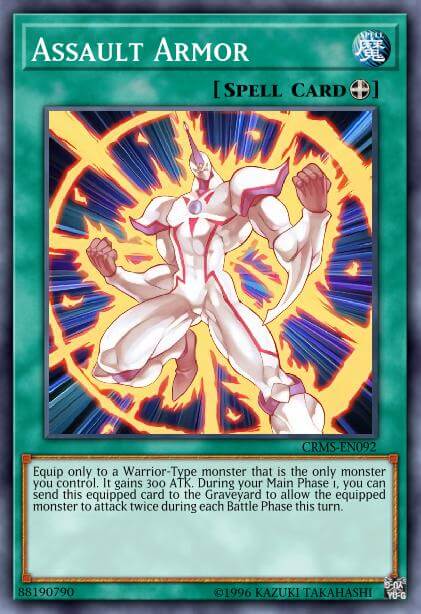 Assault Armor
SPELL
魔
[Spell Card]
CRMS-EN092
Equip only to a Warrior-Type monster that is the only monster
you control. It gains 300 ATK. During your Main Phase 1, you can
send this equipped card to the Graveyard to allow the equipped
monster to attack twice during each Battle Phase this turn.
88190790
©1996 KAZUKI TAKAHASHI